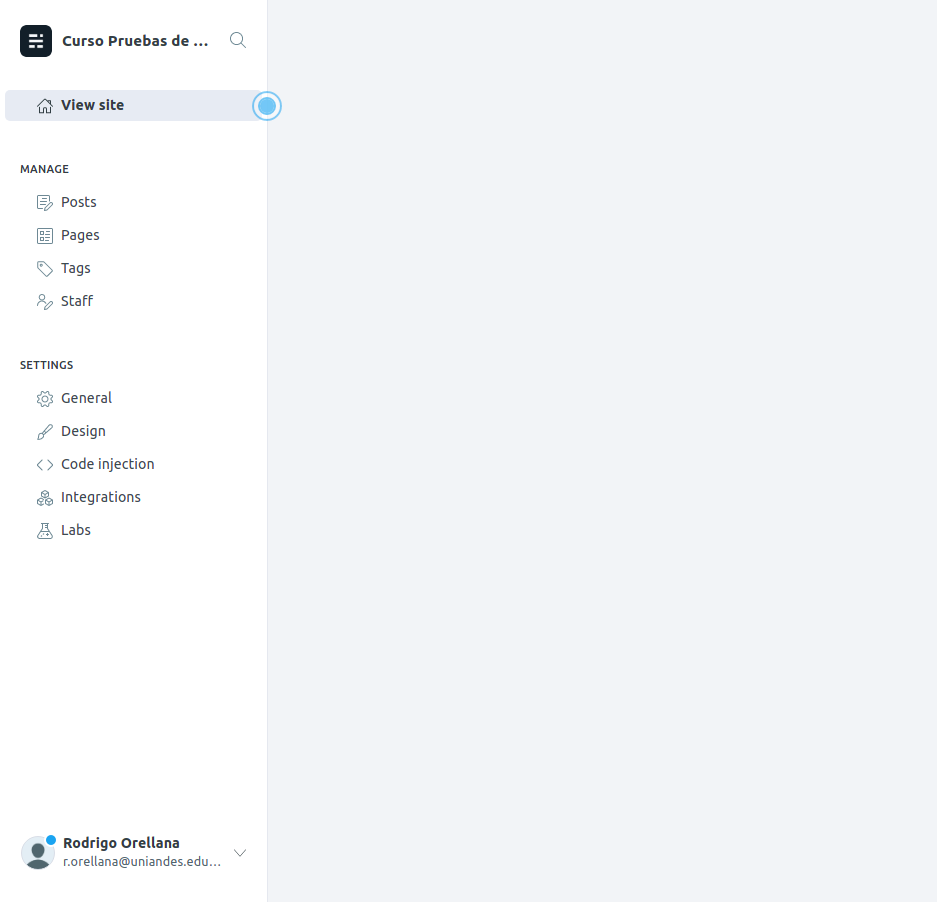 Curso Pruebas de ...
View site
MANAGE
Posts
Pages
Tags
Staff
SETTINGS
General
Design
Code injection
Integrations
Labs
Rodrigo Orellana
r.orellana@uniandes.edu...